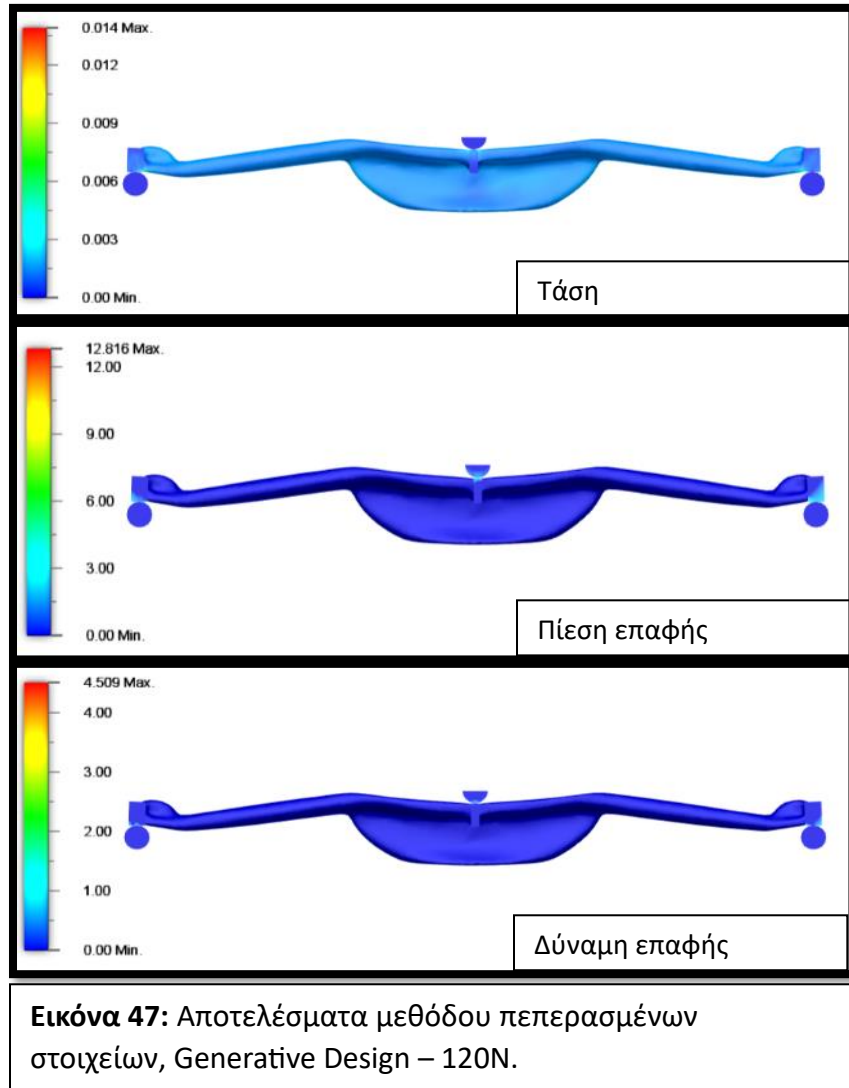 0.014 Max.
0.012
0.009
0.006
0.003
0.00 Min.
Τάση
12.816 Max.
12.00
9.00
6.00
3.00
0.00 Min.
Πίεση επαφής
4.509 Max.
4.00
3.00
2.00
1.00
0.00 Min.
Δύναμη επαφής
Εικόνα 47: Αποτελέσματα μεθόδου πεπερασμένων
στοιχείων, Generative Design – 120N.